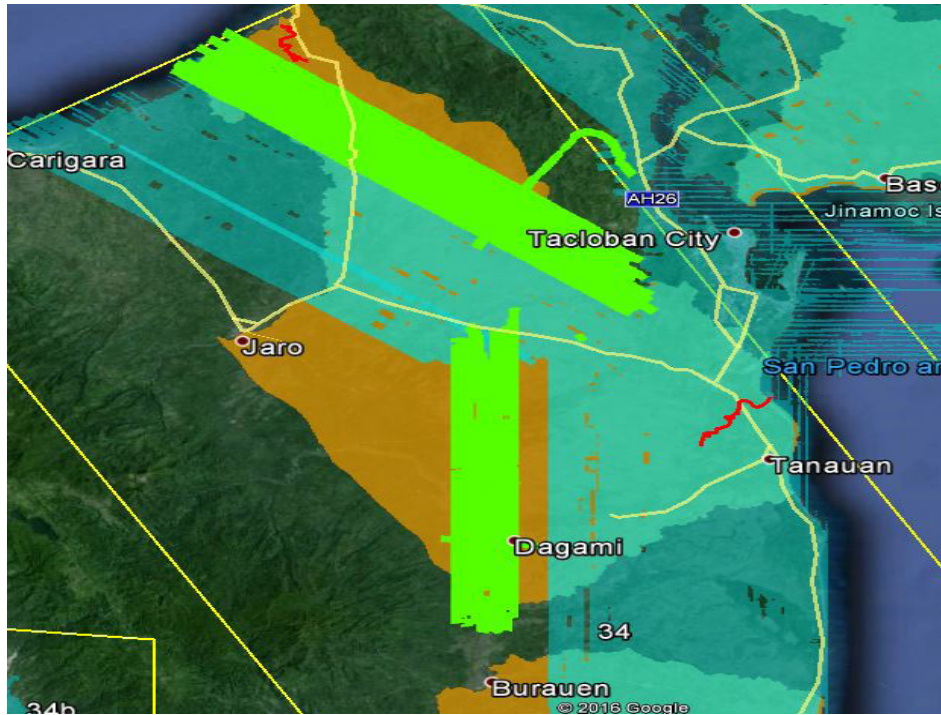 Carigara
AH26
Bas
Jinamoc Is
Tacloban City
Jaro
San Pedro an
Tanauan
Dagami
34
Burauen
34b
© 2016 Google